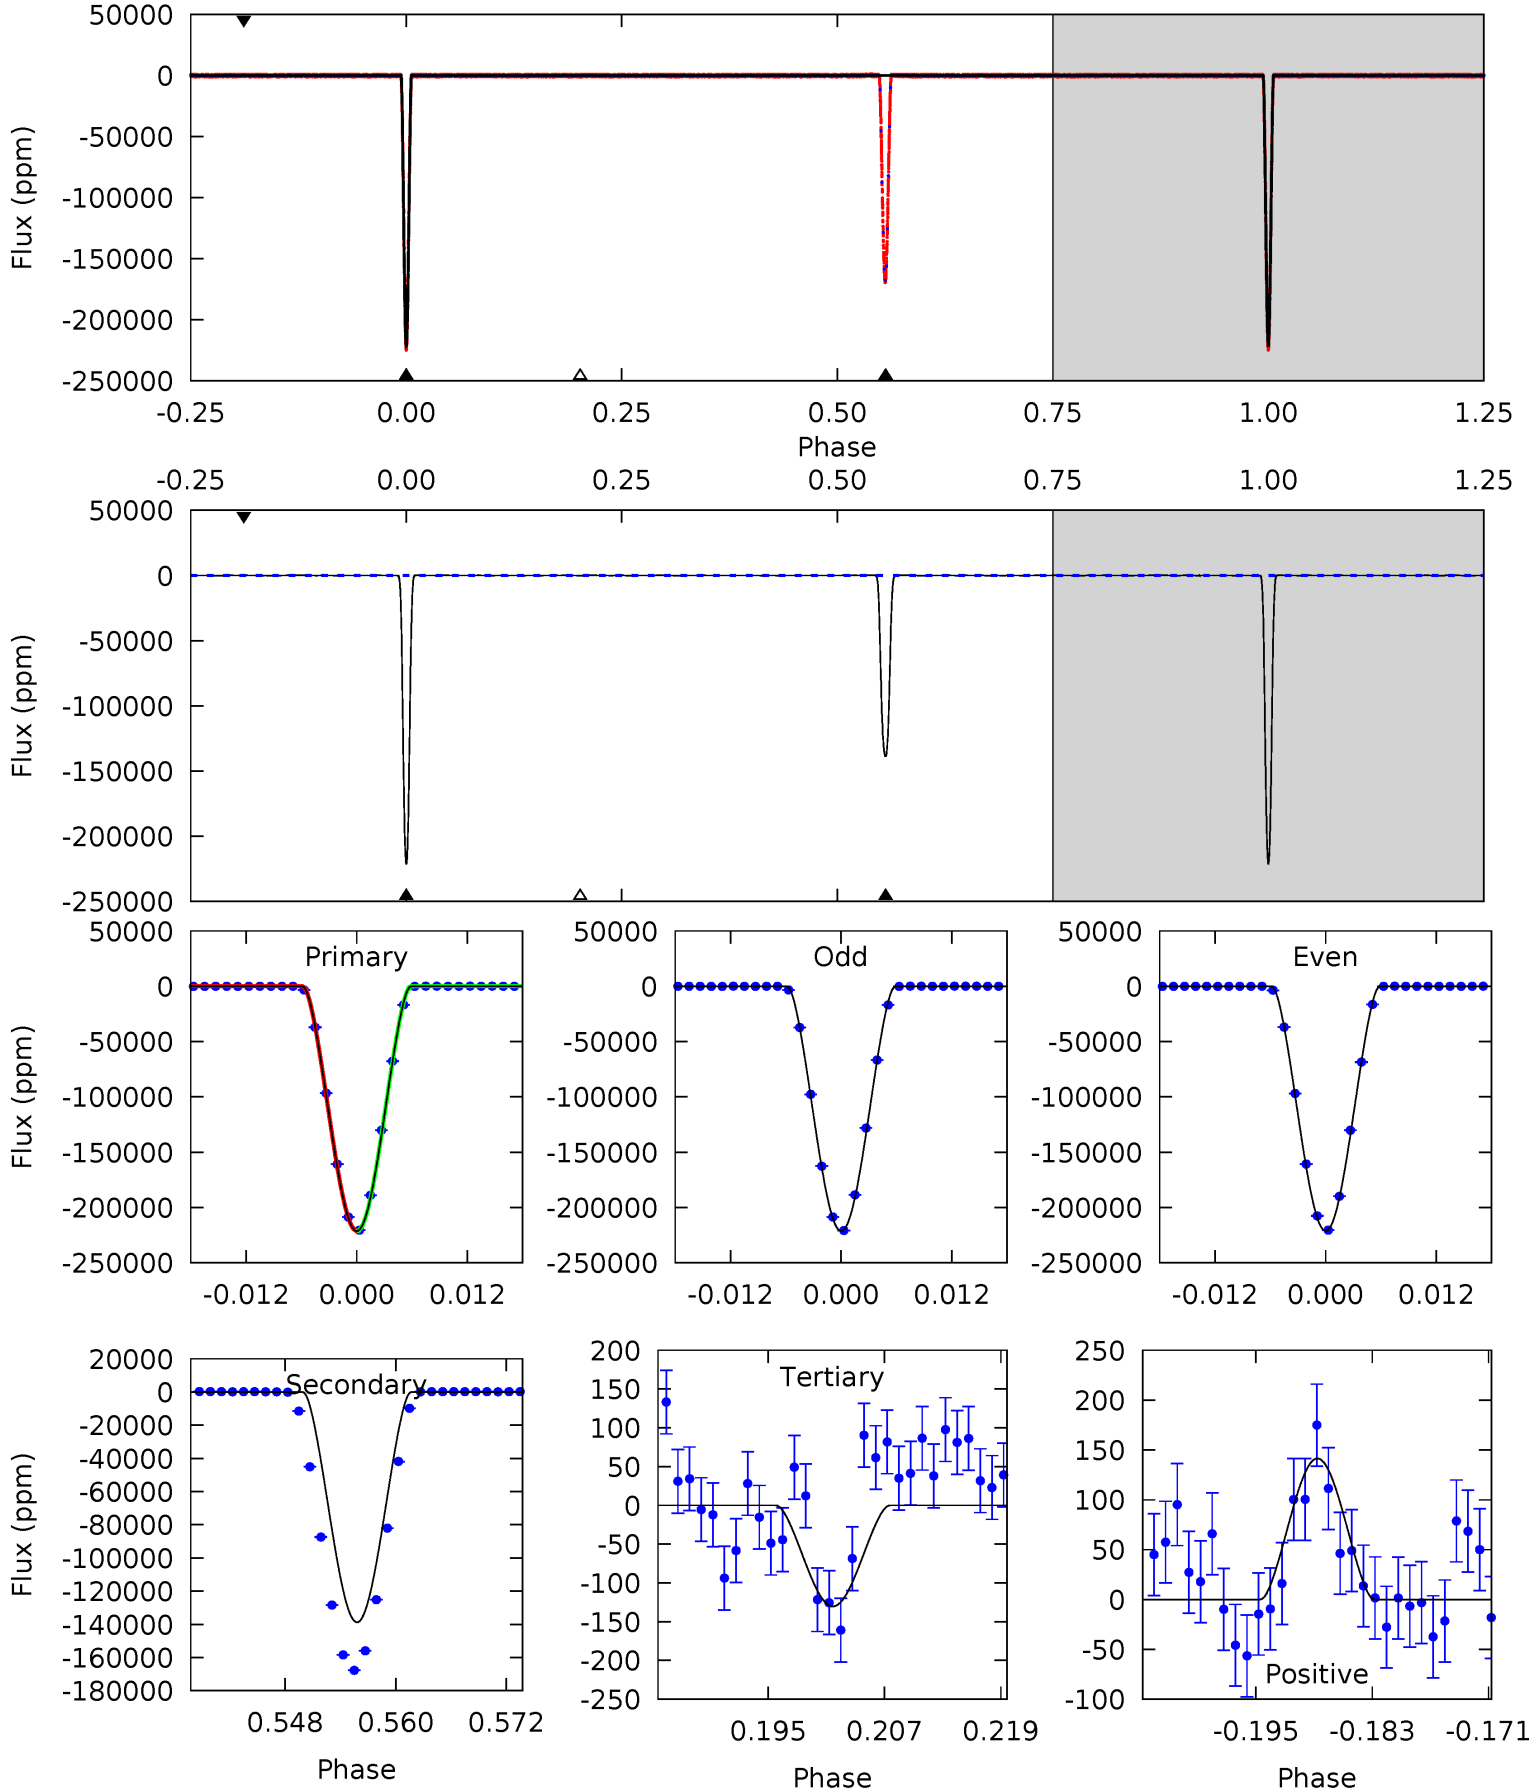 50000
0
-50000
-100000
-150000
-200000
-250000
Flux (ppm)
-0.25 0.00 0.25 0.50 0.75 1.00 1.25
Phase
-0.25 0.00 0.25 0.50 0.75 1.00 1.25
50000
0
-50000
-100000
-150000
-200000
-250000
Flux (ppm)
Primary
50000
0
-50000
-100000
-150000
-200000
-250000
Flux (ppm)
-0.012 0.000 0.012
Odd
50000
0
-50000
-100000
-150000
-200000
-250000
-0.012 0.000 0.012
Even
50000
0
-50000
-100000
-150000
-200000
-250000
-0.012 0.000 0.012
Secondary
20000
0
-20000
-40000
-60000
-80000
-100000
-120000
-140000
-160000
-180000
Flux (ppm)
0.548 0.560 0.572
Phase
Tertiary
200
150
100
50
0
-50
-100
-150
-200
-250
0.195 0.207 0.219
Phase
250
200
150
100
50
0
-50
-100
Positive
-0.195 -0.183 -0.171
Phase